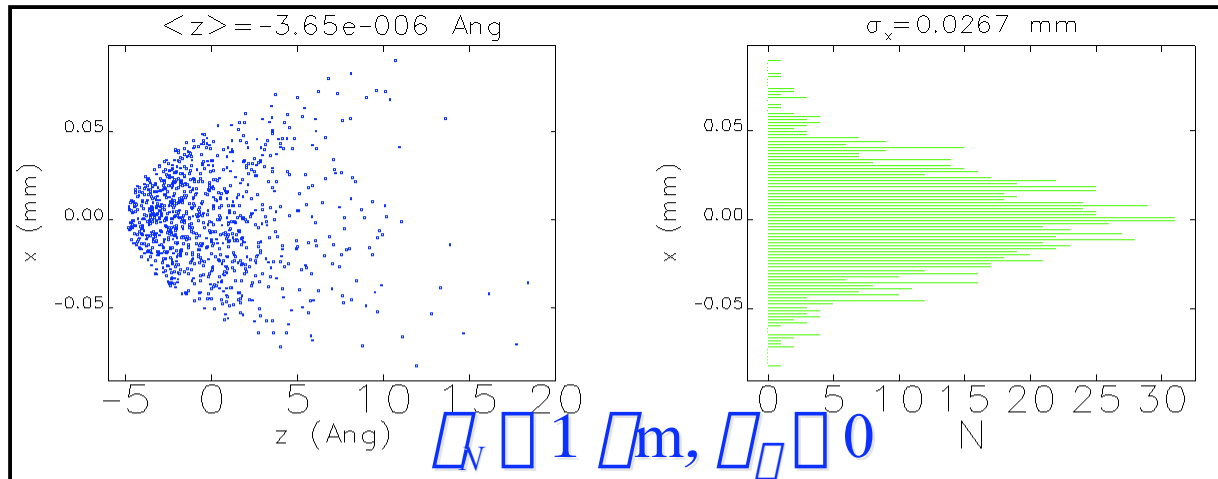 <z>=-3.65e-006 Ang
σx=0.0267 mm
x (mm)
0.05
0.00
-0.05
-5 0 5 10 15 20
z (Ang)
x (mm)
0.05
0.00
-0.05
0 5 10 15 20 25 30
N
▯N ▯ 1 ▯m, ▯▯ ▯ 0